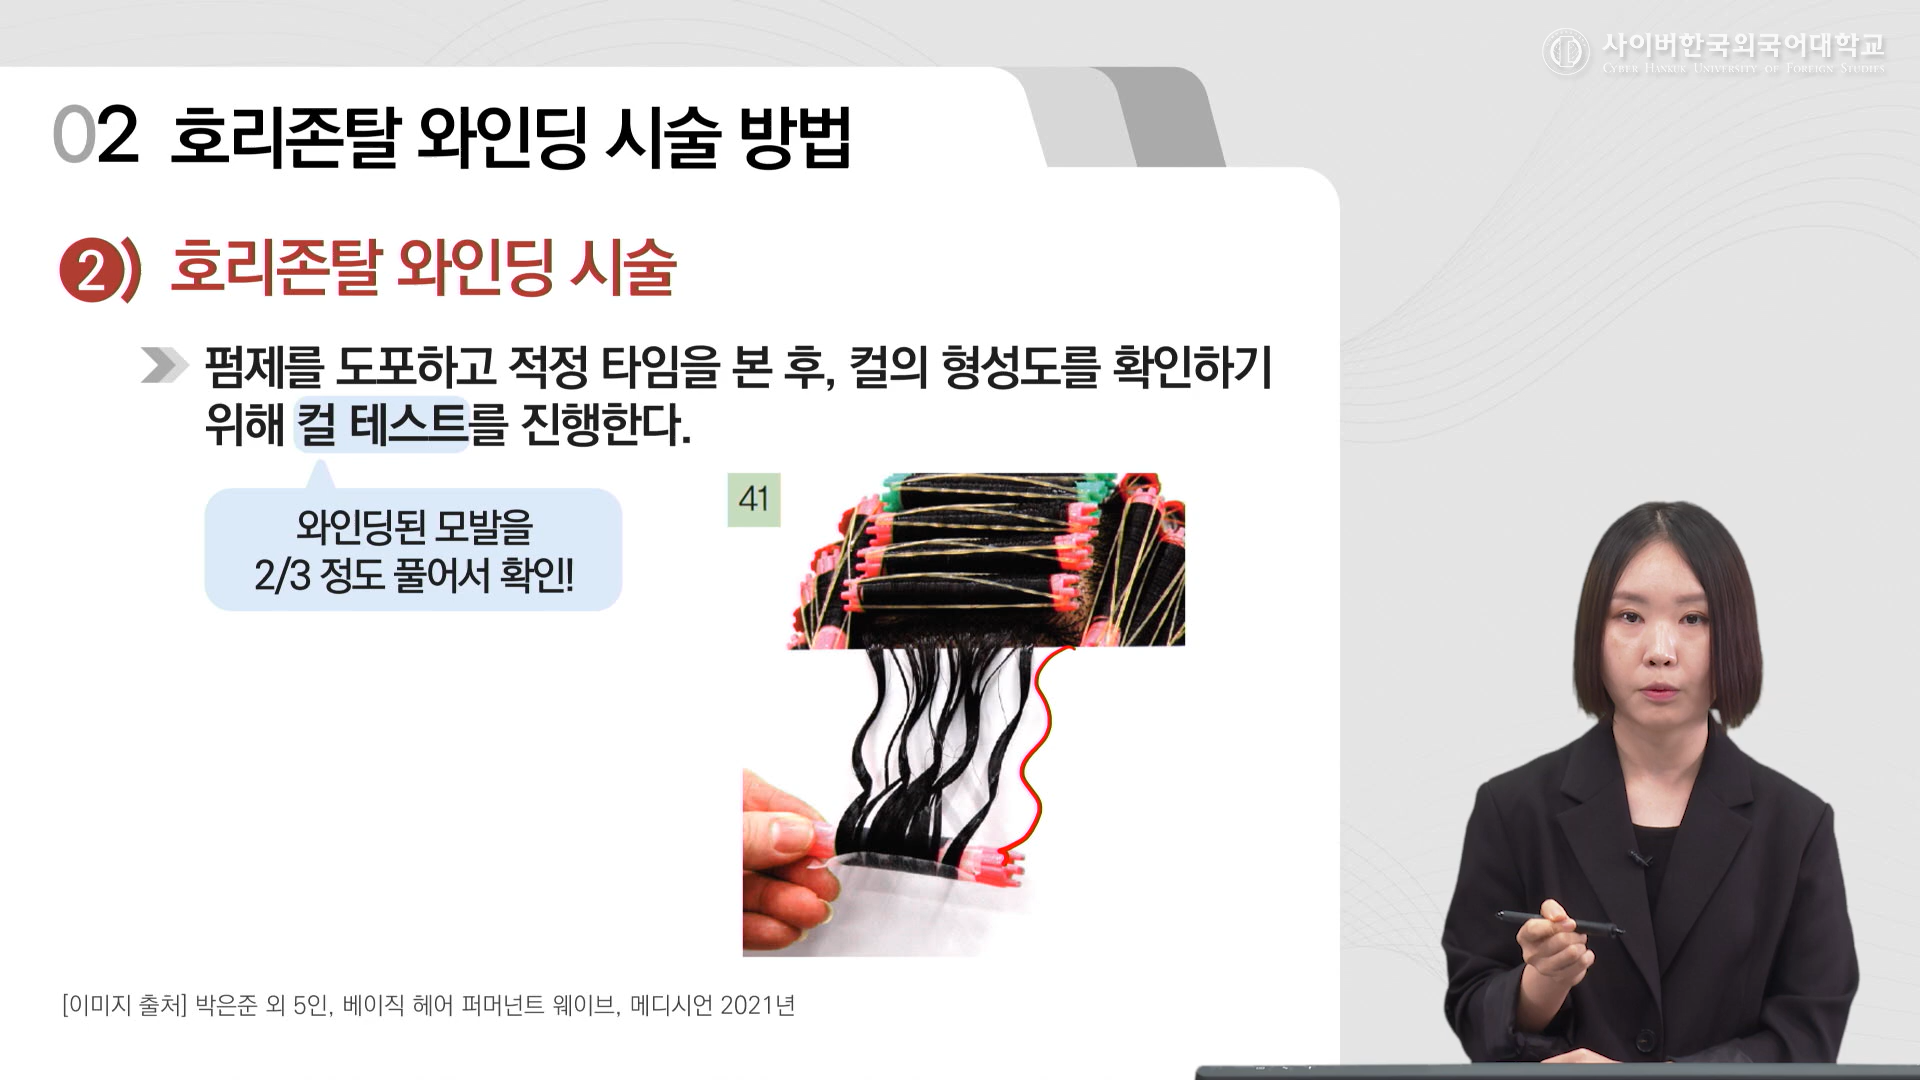 사이버한국외국어대학교
CYBER HANKUK UNIVERSITY OF FOREIGN STUDIES
02 호리존탈 와인딩 시술 방법
2) 호리존탈 와인딩 시술
펌제를 도포하고 적정 타임을 본 후, 컬의 형성도를 확인하기
위해 컬 테스트를 진행한다.
와인딩된 모발을
2/3 정도 풀어서 확인!
41
[이미지 출처] 박은준 외 5인, 베이직 헤어 퍼머넌트 웨이브, 메디시언 2021년